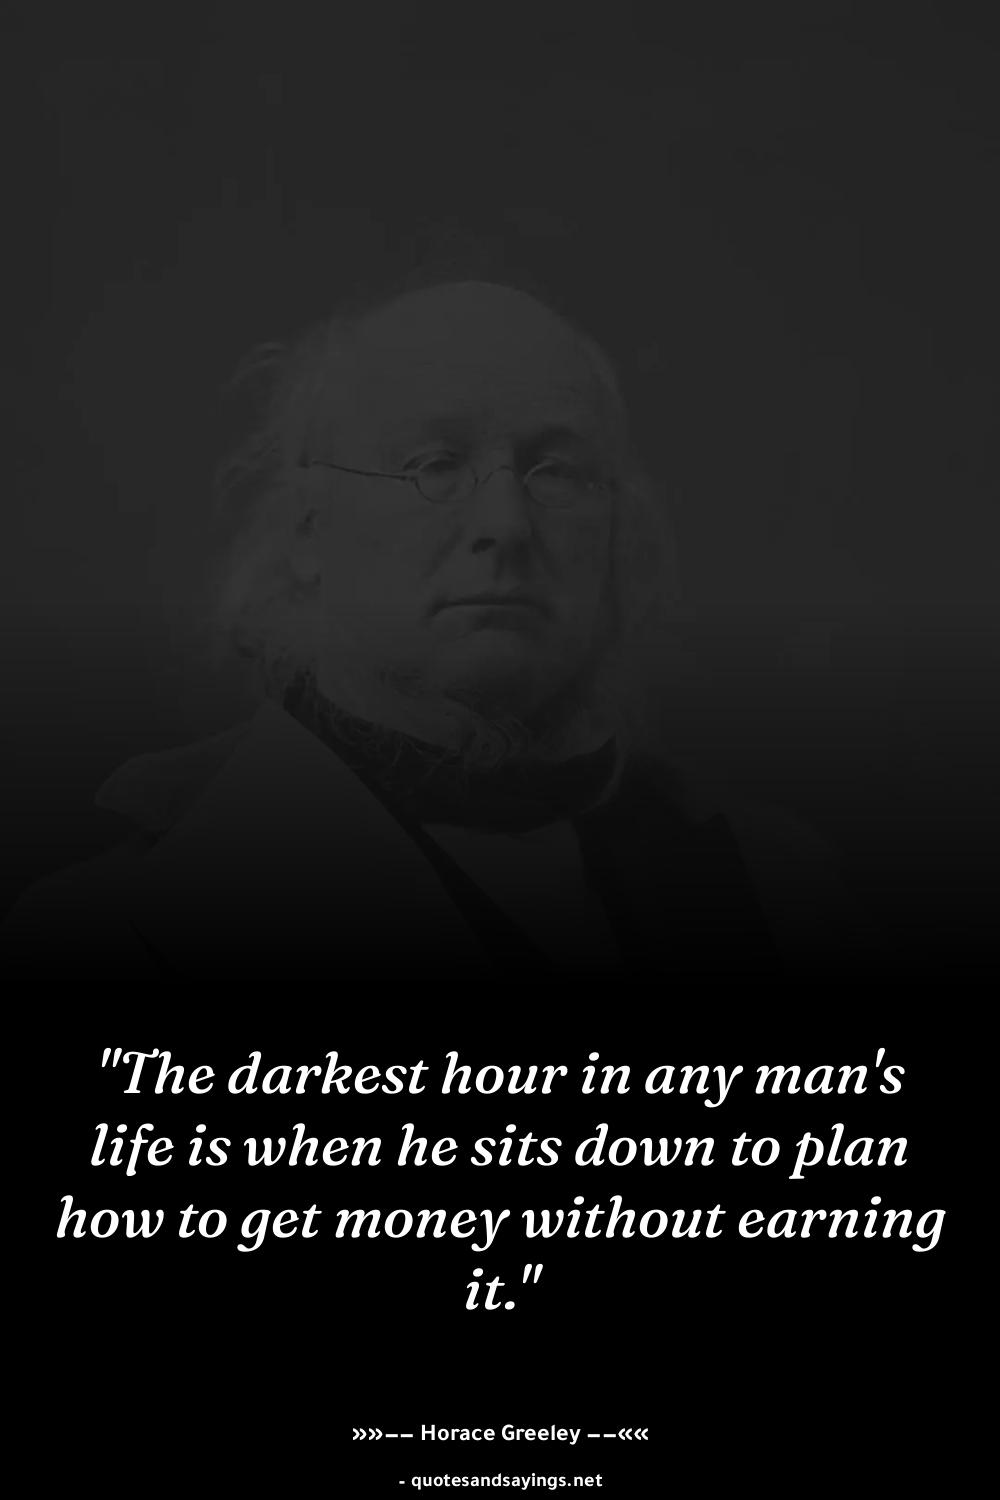 "The darkest hour in any man's
life is when he sits down to plan
how to get money without earning
it."
»»-- Horace Greeley --««
- quotesandsayings.net